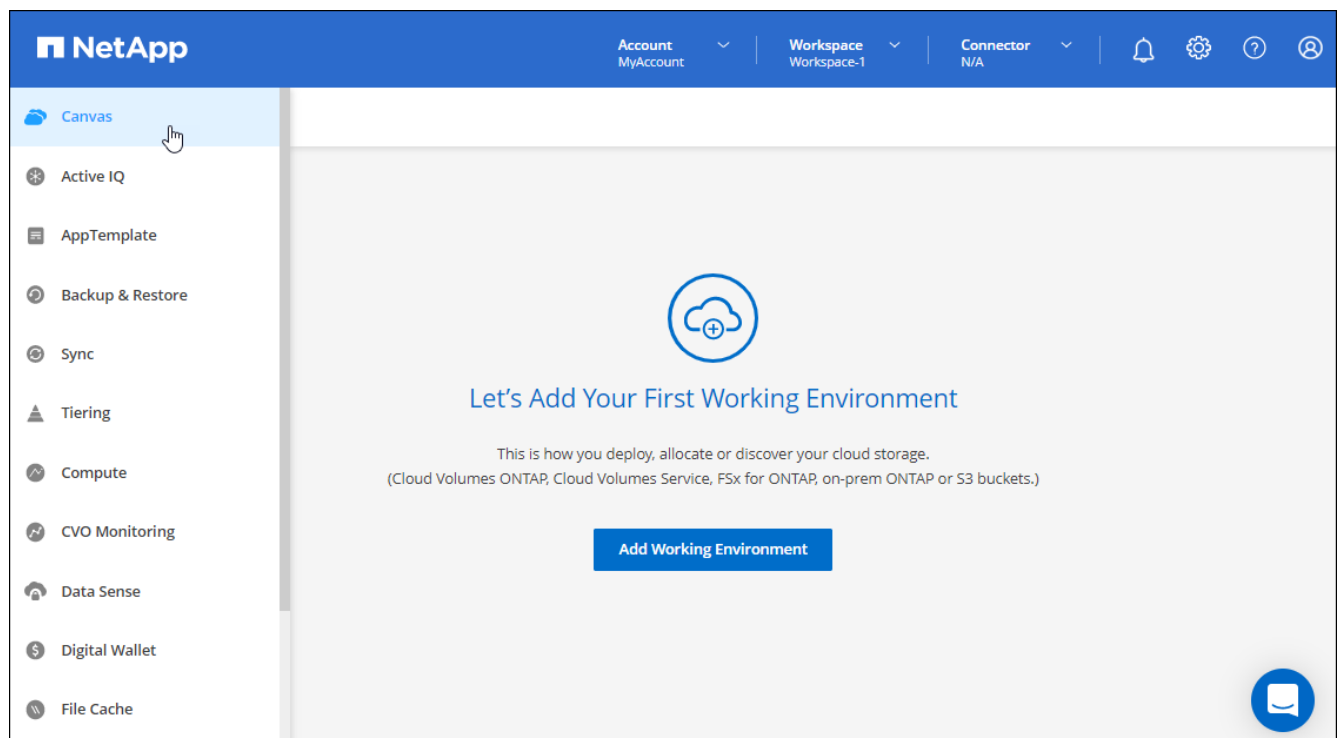 NetApp
Account
MyAccount
Workspace
Workspace-1
Connector
N/A
Canvas
Active IQ
AppTemplate
Backup & Restore
Sync
Tiering
Compute
CVO Monitoring
Data Sense
Digital Wallet
File Cache
Let's Add Your First Working Environment
This is how you deploy, allocate or discover your cloud storage.
(Cloud Volumes ONTAP, Cloud Volumes Service, FSx for ONTAP, on-prem ONTAP or S3 buckets.)
Add Working Environment